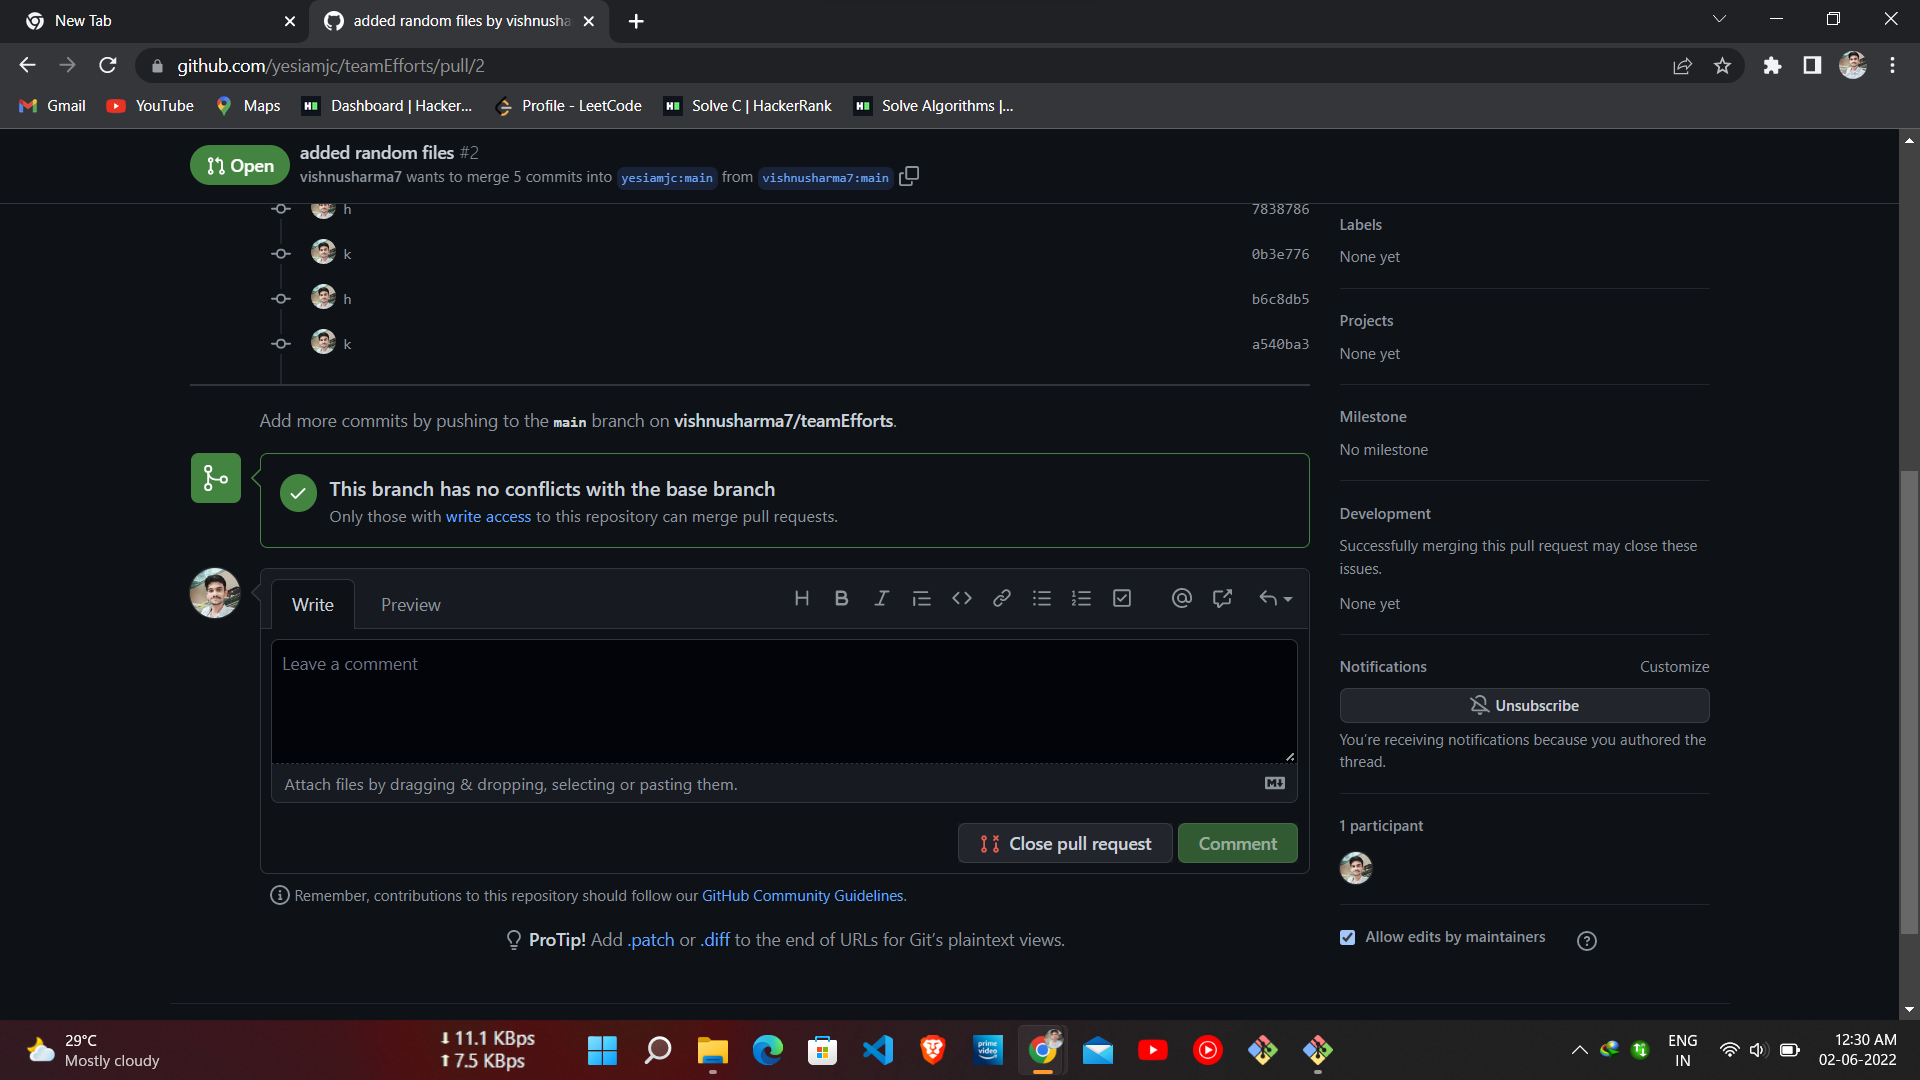 New Tab
added random files by vishnusha
github.com/yesiamjc/teamEfforts/pull/2
Gmail
YouTube
Maps
Dashboard | Hacker...
Profile - LeetCode
Solve C | HackerRank
Solve Algorithms |...
Open
added random files #2
vishnusharma7 wants to merge 5 commits into yesiamjc:main from vishnusharma7:main
h 7838786
k 0b3e776
h b6c8db5
k a540ba3
Add more commits by pushing to the main branch on vishnusharma7/teamEfforts.
This branch has no conflicts with the base branch
Only those with write access to this repository can merge pull requests.
Write
Preview
Leave a comment
Attach files by dragging & dropping, selecting or pasting them.
Close pull request
Comment
Remember, contributions to this repository should follow our GitHub Community Guidelines.
ProTip! Add .patch or .diff to the end of URLs for Git's plaintext views.
Labels
None yet
Projects
None yet
Milestone
No milestone
Development
Successfully merging this pull request may close these
issues.
None yet
Notifications
Customize
Unsubscribe
You're receiving notifications because you authored the
thread.
1 participant
Allow edits by maintainers
29°C
Mostly cloudy
11.1 KBps
7.5 KBps
prime video
ENG
IN
12:30 AM
02-06-2022